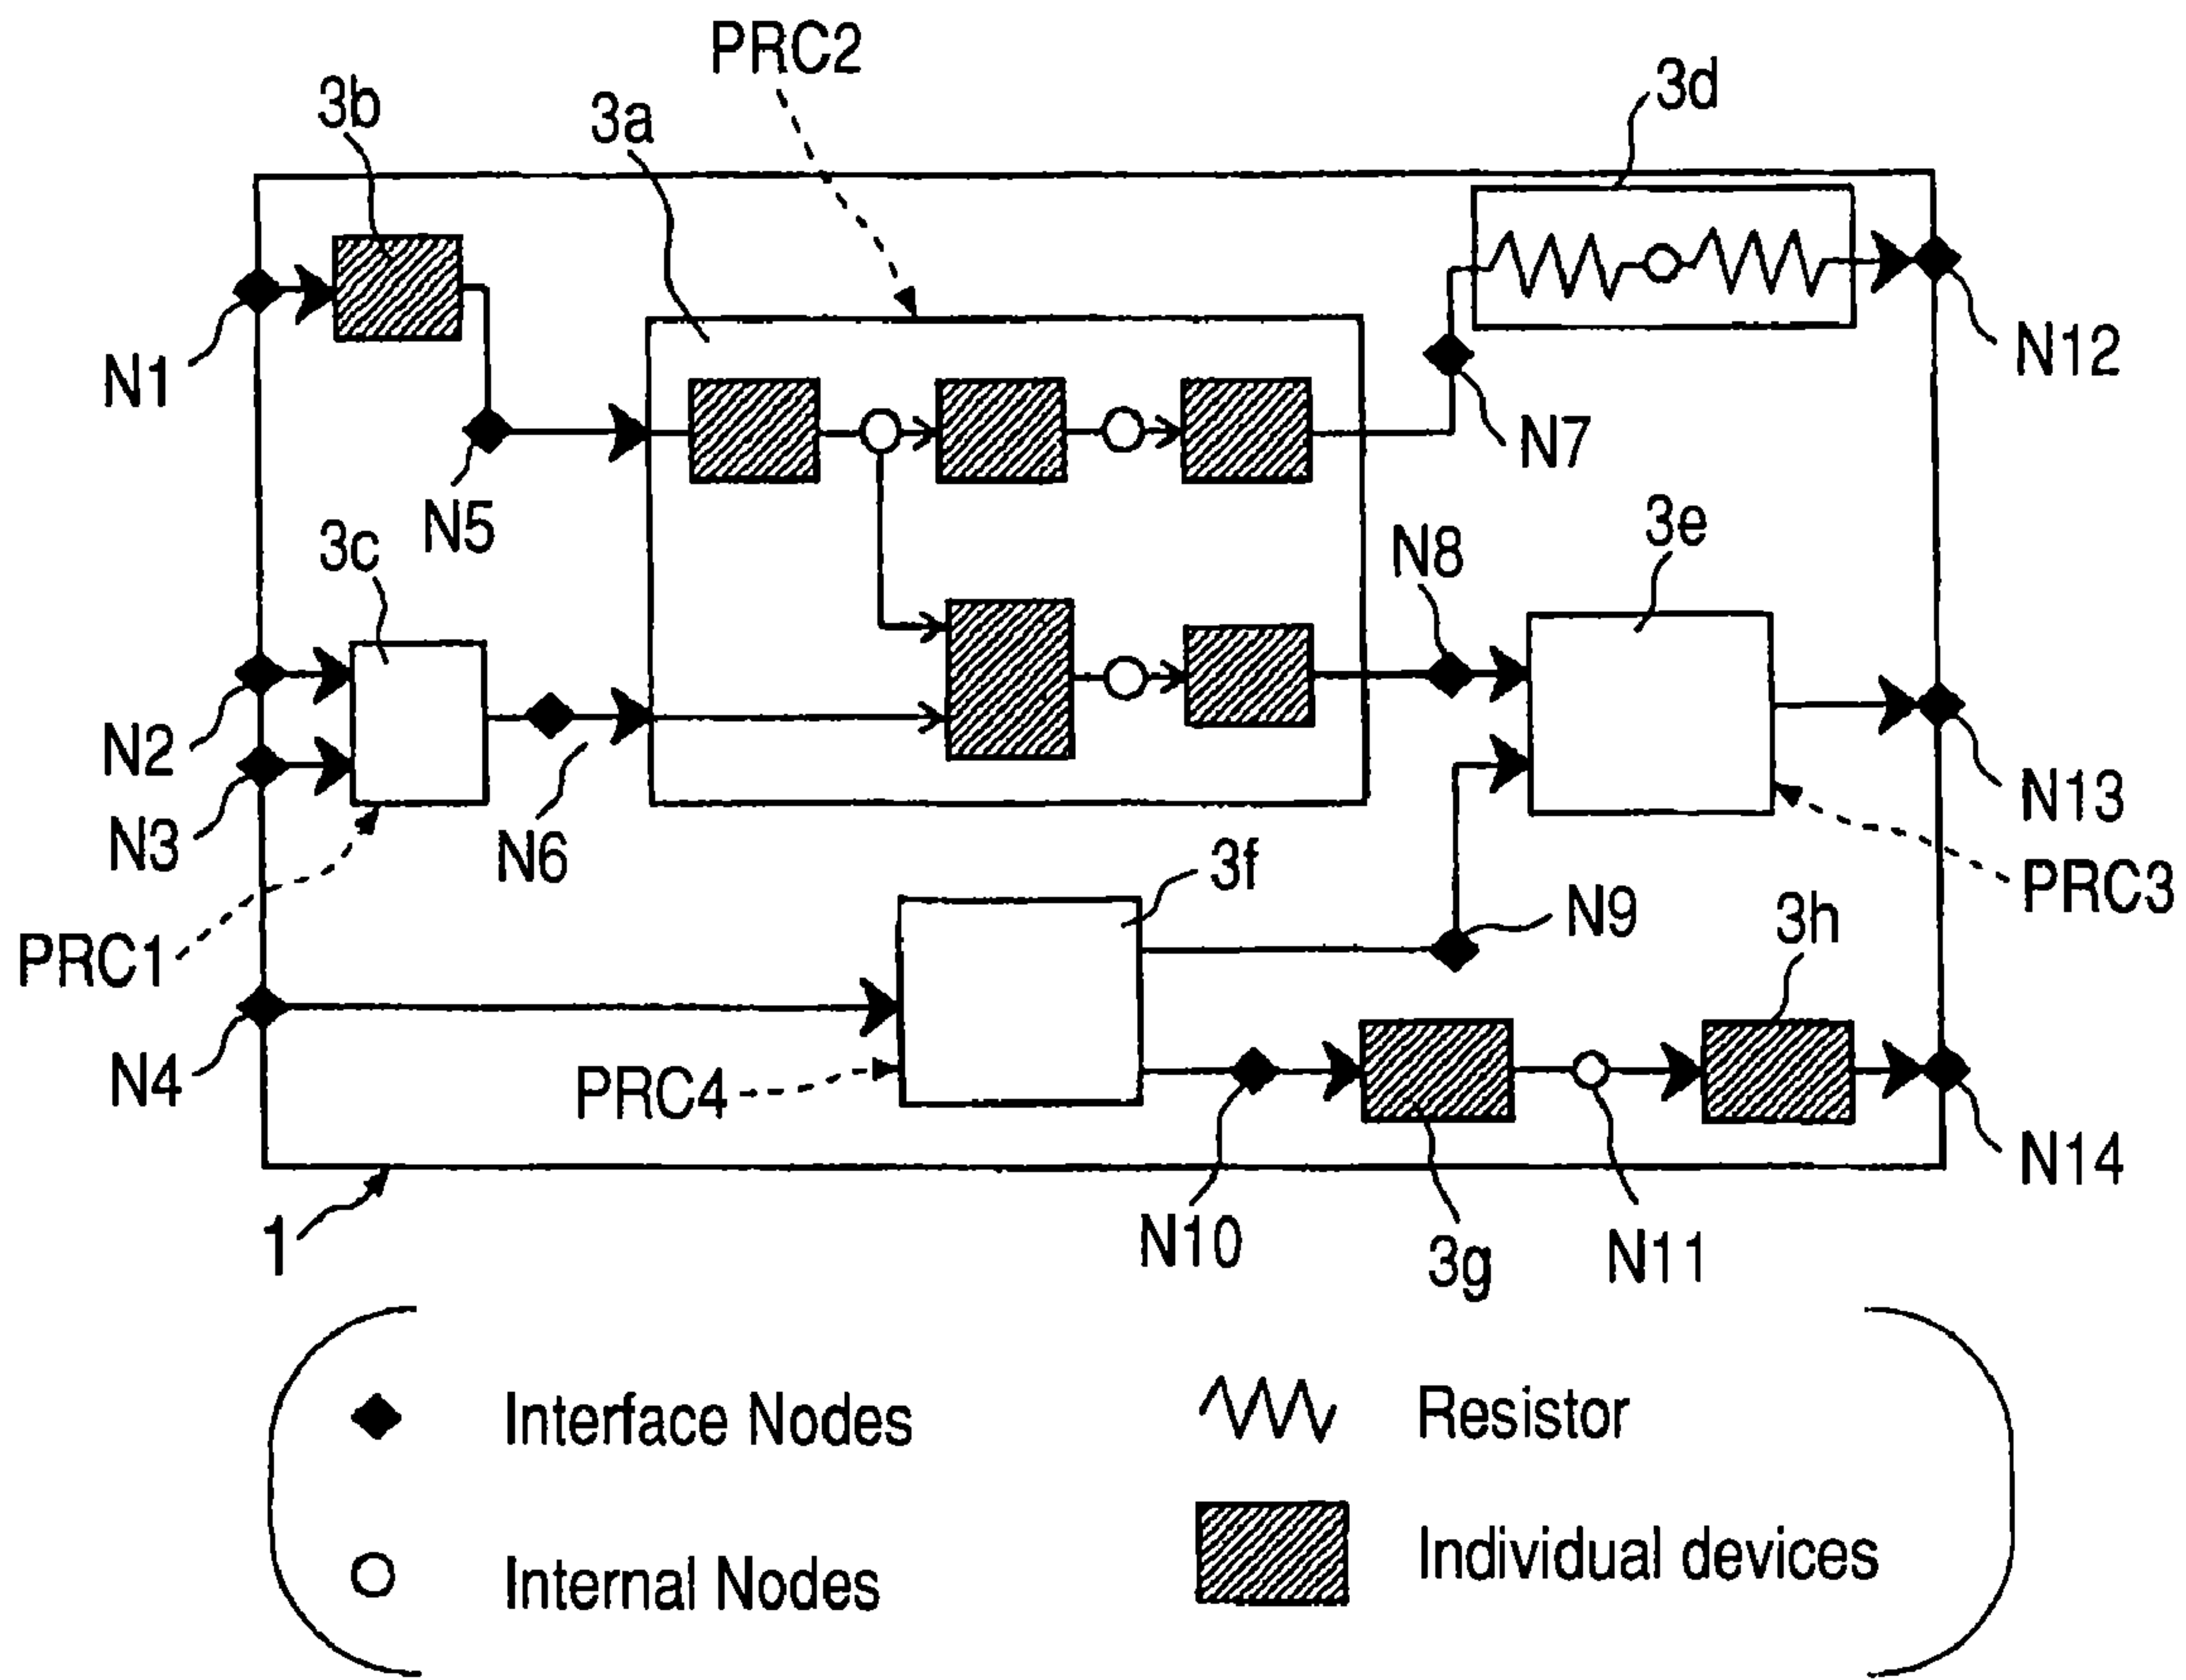 PRC2
3b
3a
3d
N1
N12
N5
N7
3c
N8
3e
N2
N3
N6
N13
3f
PRC3
PRC1
N9
3h
N4
PRC4
N14
1
N10
3g
N11
Interface Nodes
Resistor
Internal Nodes
Individual devices